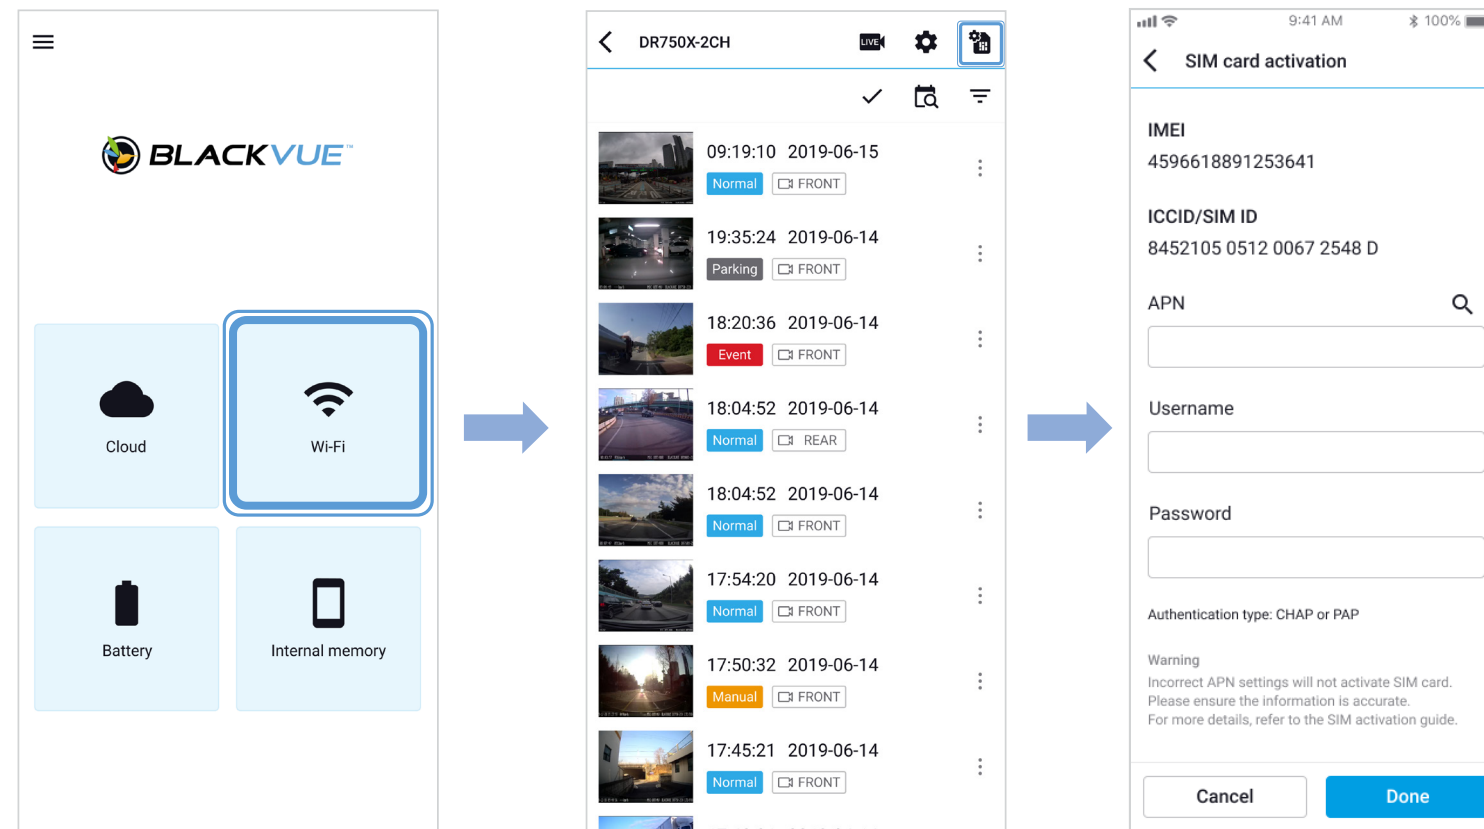 BLACKVUE™
Cloud
Wi-Fi
Battery
Internal memory
DR750X-2CH
LIVE
09:19:10 2019-06-15
Normal FRONT
19:35:24 2019-06-14
Parking FRONT
18:20:36 2019-06-14
Event FRONT
18:04:52 2019-06-14
Normal REAR
18:04:52 2019-06-14
Normal FRONT
17:54:20 2019-06-14
Normal FRONT
17:50:32 2019-06-14
Manual FRONT
17:45:21 2019-06-14
Normal FRONT
9:41 AM
100%
SIM card activation
IMEI
4596618891253641
ICCID/SIM ID
8452105 0512 0067 2548 D
APN
Username
Password
Authentication type: CHAP or PAP
Warning
Incorrect APN settings will not activate SIM card.
Please ensure the information is accurate.
For more details, refer to the SIM activation guide.
Cancel
Done